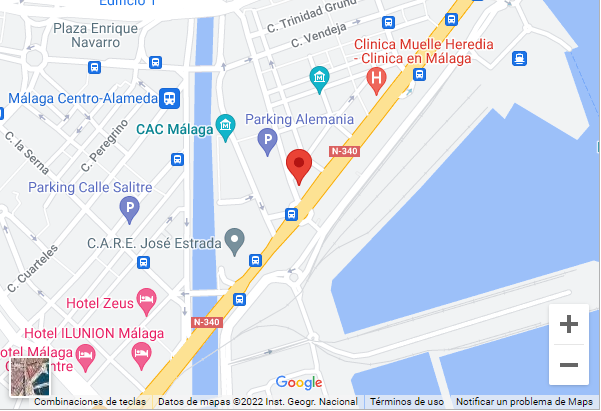 Edificio 1
C. Trinidad Grund
Plaza Enrique
Navarro
C. Vendeja
Clinica Muelle Heredia
- Clinica en Málaga
Málaga Centro-Alameda
C. la Serna
C. Peregrino
CAC Málaga
Parking Alemania
N-340
Parking Calle Salitre
C.A.R.E. José Estrada
C. Cuarteles
Hotel Zeus
N-340
Hotel ILUNION Málaga
Hotel Málaga
Google
Combinaciones de teclas
Datos de mapas ©2022 Inst. Geogr. Nacional
Términos de uso
Notificar un problema de Maps